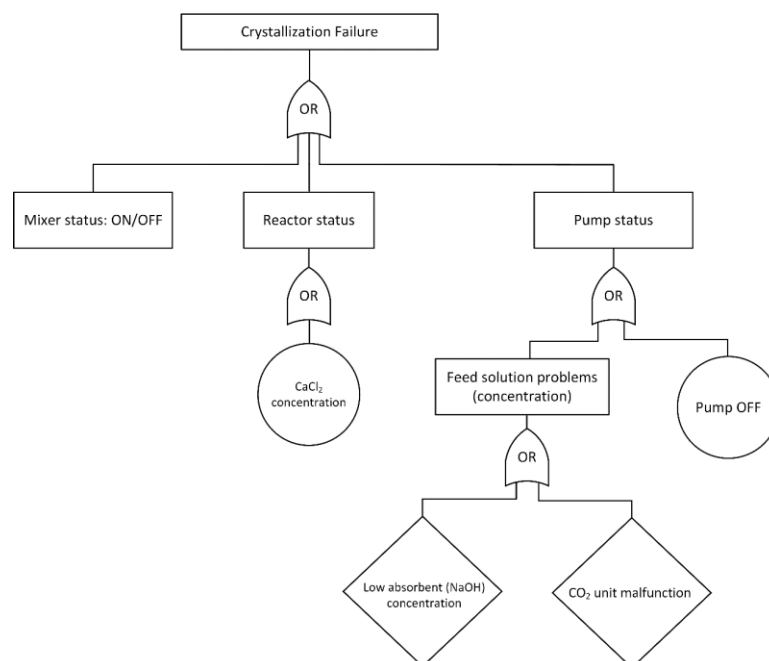 Crystallization Failure
OR
Mixer status: ON/OFF
Reactor status
Pump status
OR
OR
CaCl₂
concentration
Feed solution problems
(concentration)
Pump OFF
OR
Low absorbent (NaOH)
concentration
CO₂ unit malfunction